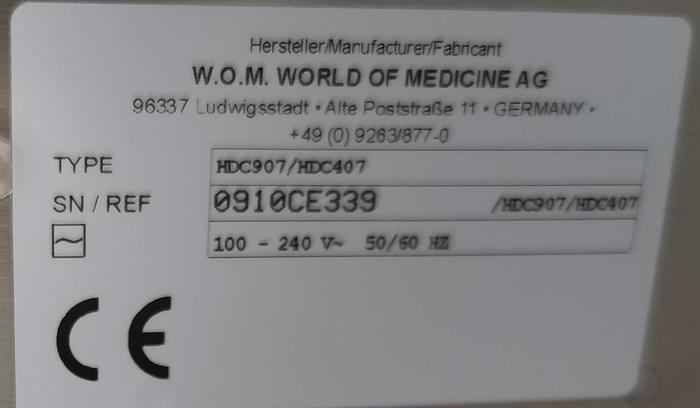 Hersteller/Manufacturer/Fabricant
W.O.M. WORLD OF MEDICINE AG
96337 Ludwigsstadt • Alte Poststraße 11 • GERMANY •
+49 (0) 9263/877-0
TYPE HDC907/HDC407
SN / REF 0910CE339 /HDC907/HDC407
100 - 240 V~ 50/60 HZ
CE